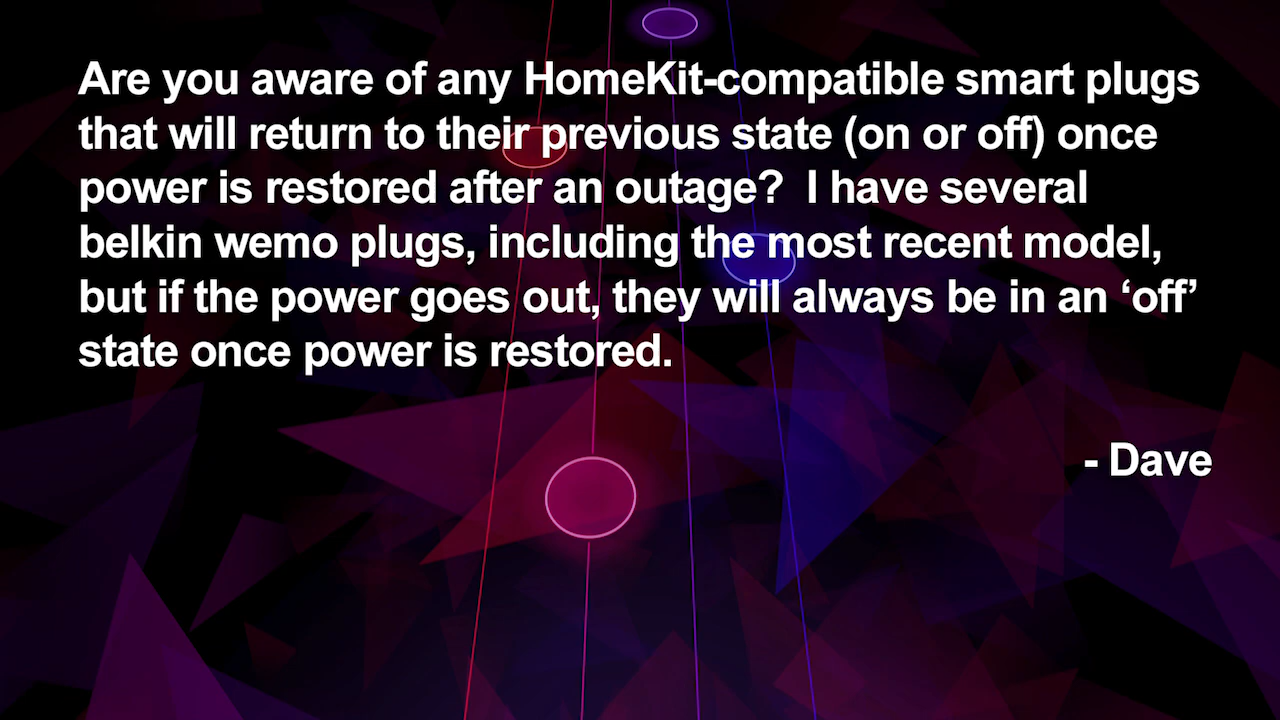 Are you aware of any HomeKit-compatible smart plugs
that will return to their previous state (on or off) once
power is restored after an outage?  I have several
belkin wemo plugs, including the most recent model,
but if the power goes out, they will always be in an ‘off’
state once power is restored.
- Dave